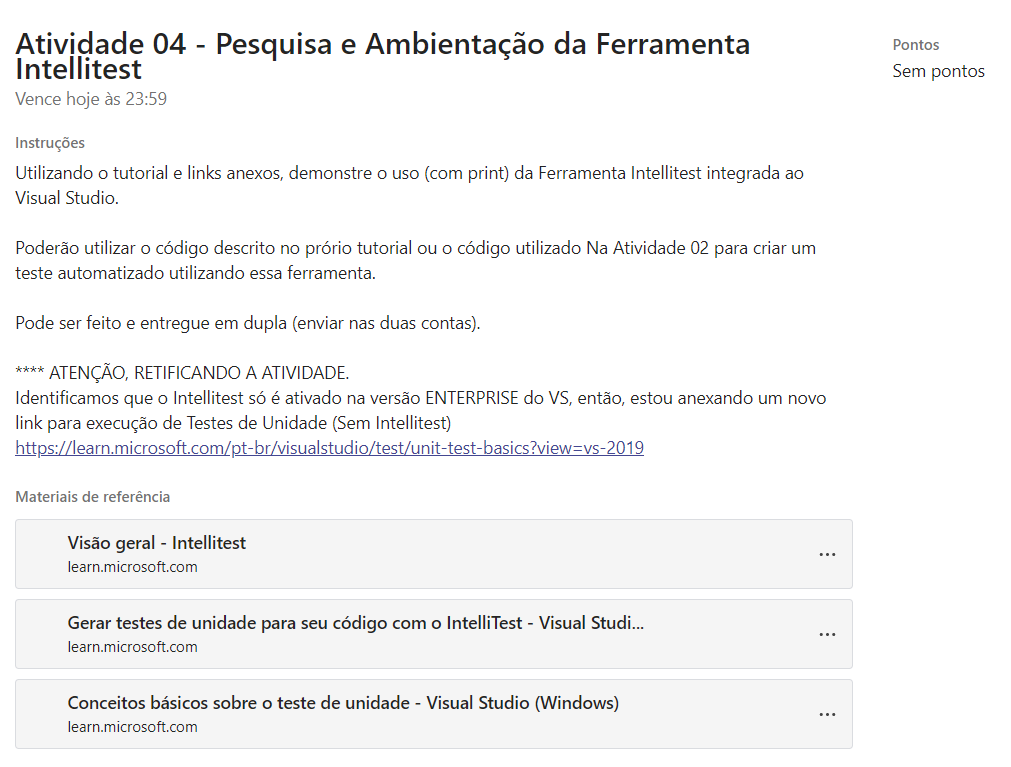 Atividade 04 - Pesquisa e Ambientação da Ferramenta
Intellitest
Vence hoje às 23:59
Pontos
Sem pontos
Instruções
Utilizando o tutorial e links anexos, demonstre o uso (com print) da Ferramenta Intellitest integrada ao
Visual Studio.
Poderão utilizar o código descrito no prório tutorial ou o código utilizado Na Atividade 02 para criar um
teste automatizado utilizando essa ferramenta.
Pode ser feito e entregue em dupla (enviar nas duas contas).
**** ATENÇÃO, RETIFICANDO A ATIVIDADE.
Identificamos que o Intellitest só é ativado na versão ENTERPRISE do VS, então, estou anexando um novo
link para execução de Testes de Unidade (Sem Intellitest)
https://learn.microsoft.com/pt-br/visualstudio/test/unit-test-basics?view=vs-2019
Materiais de referência
Visão geral - Intellitest
learn.microsoft.com
Gerar testes de unidade para seu código com o IntelliTest - Visual Studi...
learn.microsoft.com
Conceitos básicos sobre o teste de unidade - Visual Studio (Windows)
learn.microsoft.com